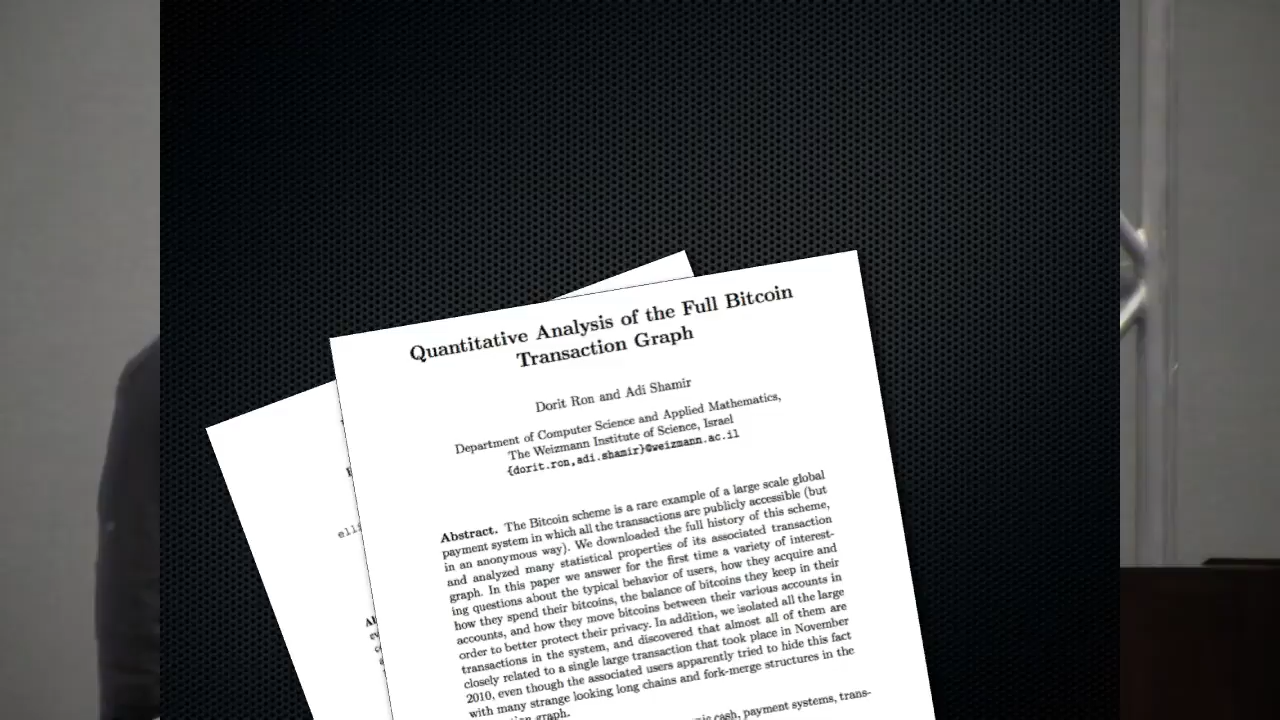 Quantitative Analysis of the Full Bitcoin
Transaction Graph
Dorit Ron and Adi Shamir
Department of Computer Science and Applied Mathematics,
The Weizmann Institute of Science, Israel
{dorit.ron,adi.shamir}@weizmann.ac.il
Abstract. The Bitcoin scheme is a rare example of a large scale global
payment system in which all the transactions are publicly accessible (but
in an anonymous way). We downloaded the full history of this scheme,
and analyzed many statistical properties of its associated transaction
graph. In this paper we answer for the first time a variety of interest-
ing questions about the typical behavior of users, how they acquire and
how they spend their bitcoins, the balance of bitcoins they keep in their
accounts, and how they move bitcoins between their various accounts in
order to better protect their privacy. In addition, we isolated all the large
transactions in the system, and discovered that almost all of them are
closely related to a single large transaction that took place in November
2010, even though the associated users apparently tried to hide this fact
with many strange looking long chains and fork-merge structures in the
graph.
cash, payment systems, trans-